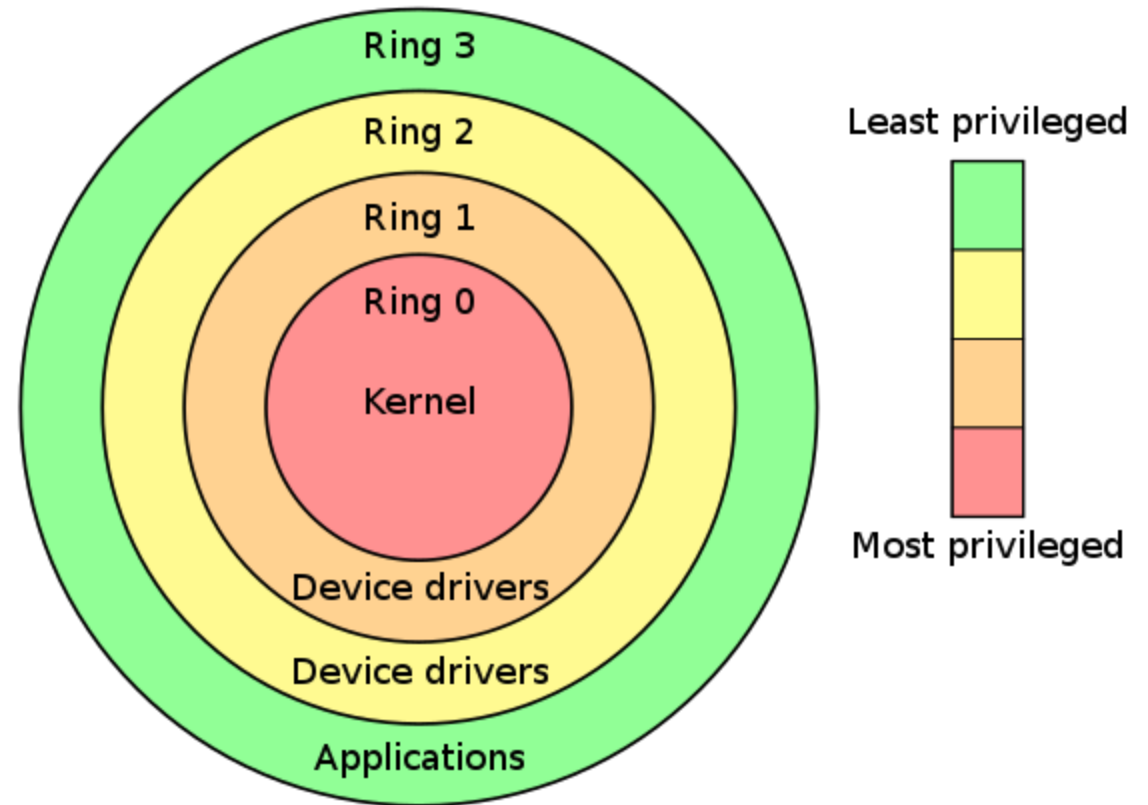 Ring 3
Ring 2
Ring 1
Ring 0
Kernel
Device drivers
Device drivers
Applications
Least privileged
Most privileged